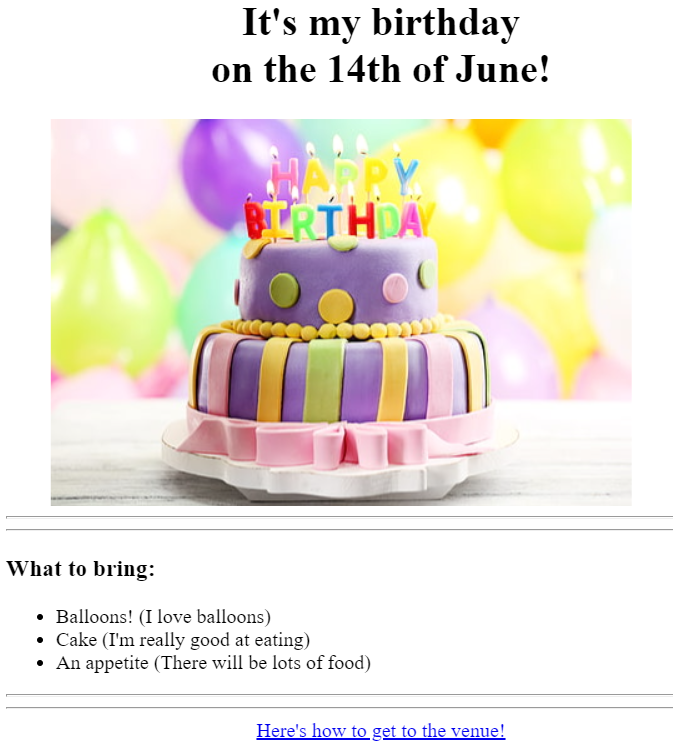 It's my birthday
on the 14th of June!
HAPPY
BIRTHDAY
What to bring:
Balloons! (I love balloons)
Cake (I'm really good at eating)
An appetite (There will be lots of food)
Here's how to get to the venue!